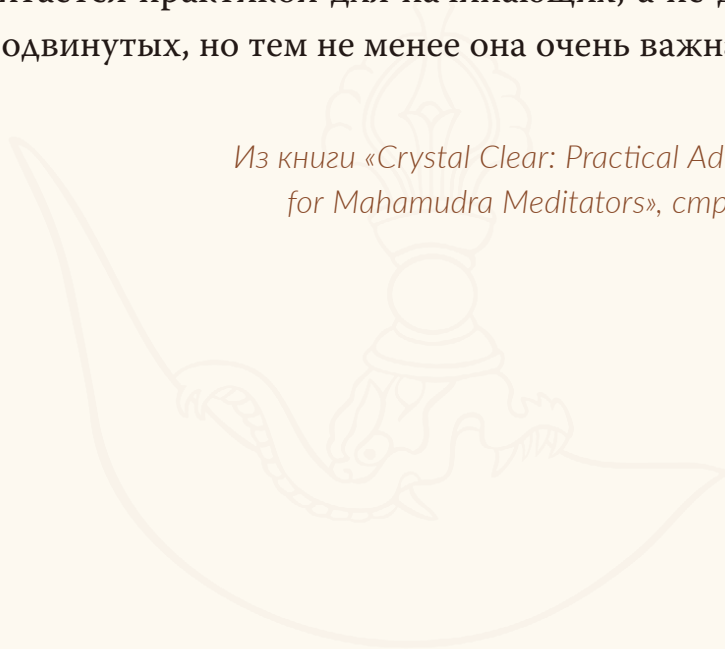 практикой для начинающих, а не
одвинутых, но тем не менее она очень важн
Из книги «Crystal Clear: Practical Ad
for Mahamudra Meditators», стр